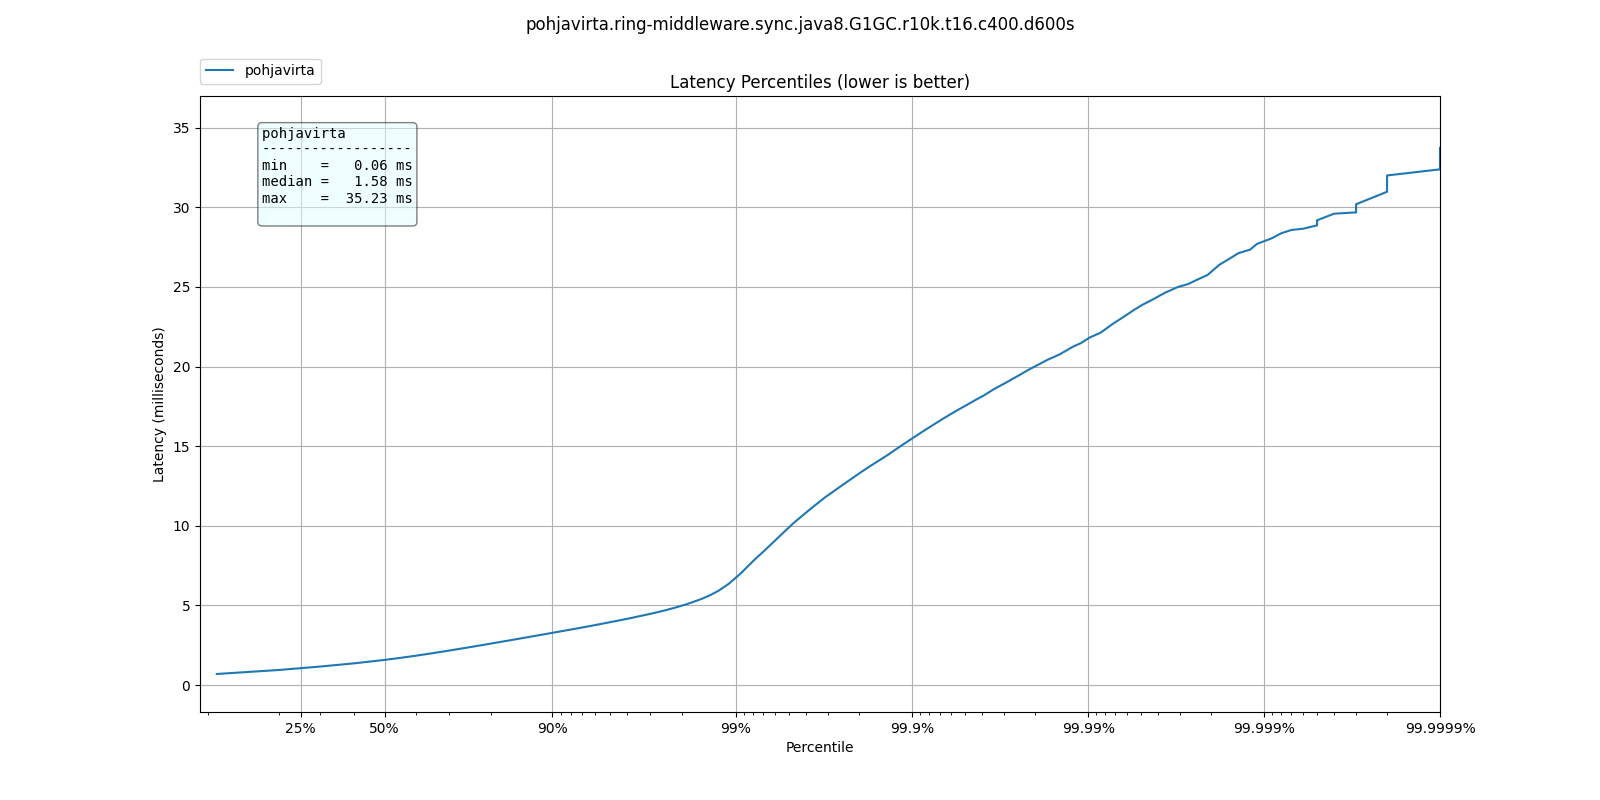 pohjavirta.ring-middleware.sync.java8.G1GC.r10k.t16.c400.d600s
pohjavirta
Latency Percentiles (lower is better)
pohjavirta
------------------
min    =   0.06 ms
median =   1.58 ms
max    =  35.23 ms
35
30
25
20
15
10
5
0
Latency (milliseconds)
25% 50% 90% 99% 99.9% 99.99% 99.999% 99.9999%
Percentile